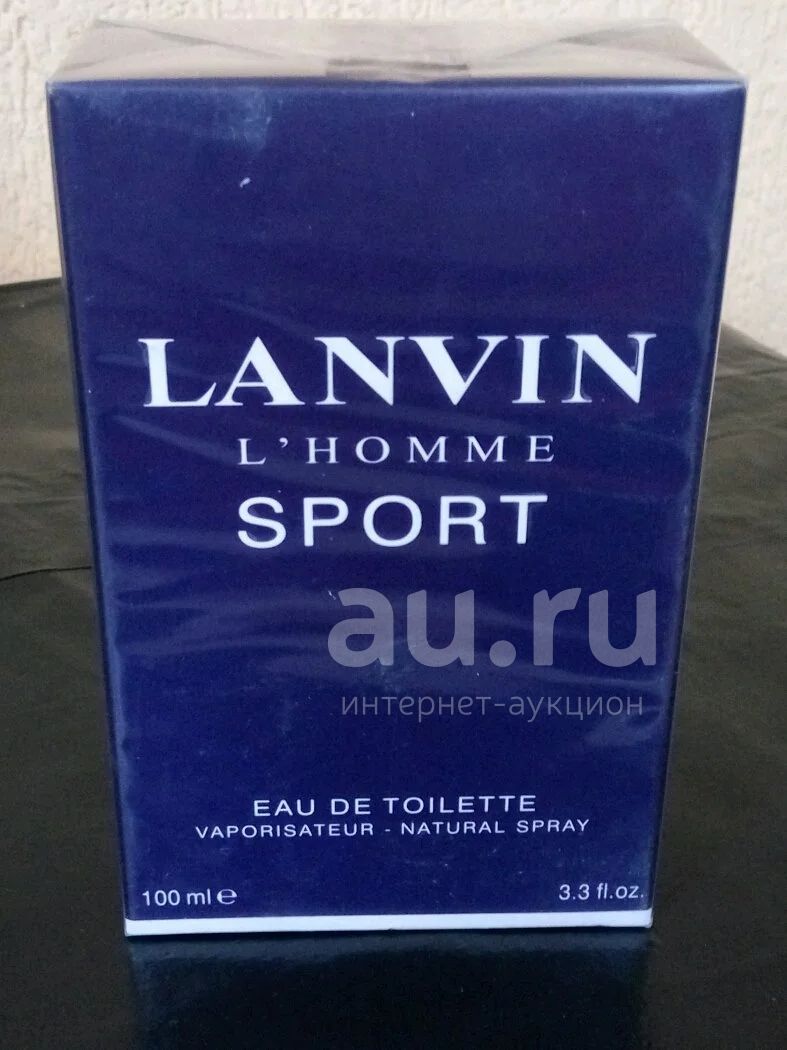 LANVIN
L'HOMME
SPORT
au.ru
интернет-аукцион
EAU DE TOILETTE
VAPORISATEUR - NATURAL SPRAY
100 ml ℮ 3.3 fl.oz.